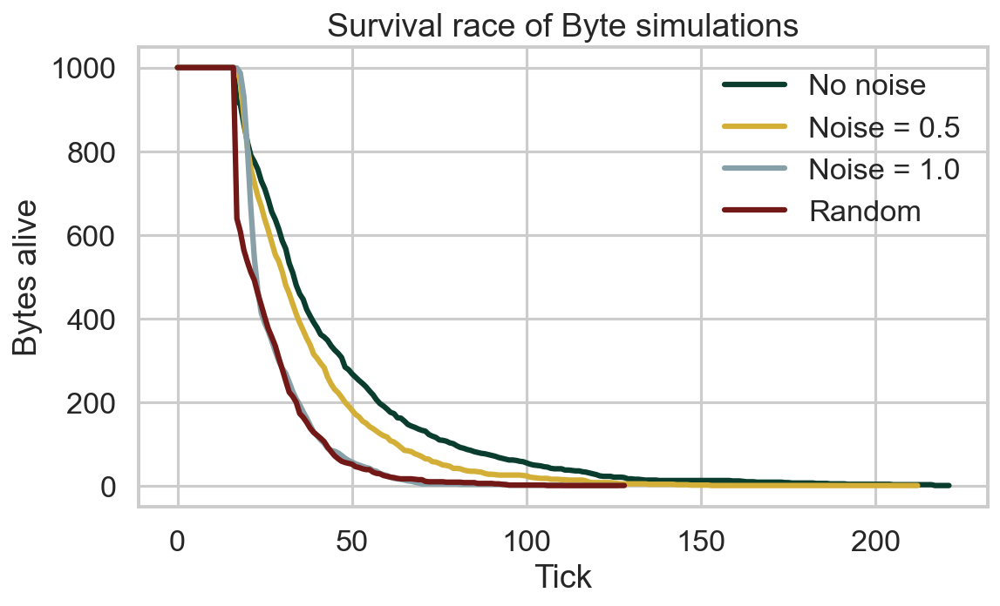 Survival race of Byte simulations
Bytes alive
1000
800
600
400
200
0
No noise
Noise = 0.5
Noise = 1.0
Random
0 50 100 150 200
Tick